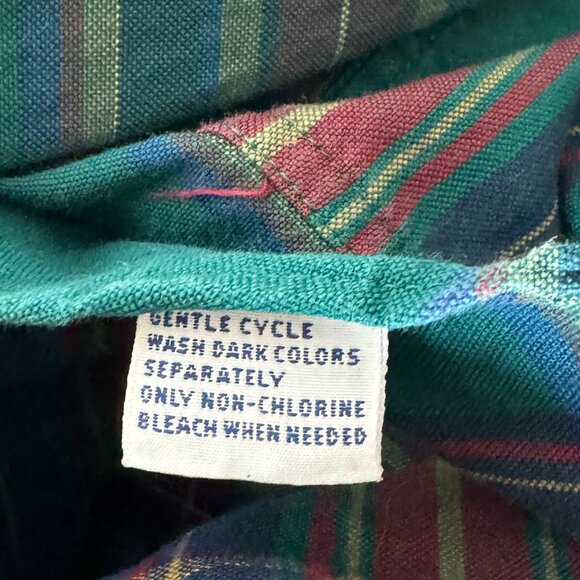 GENTLE CYCLE
WASH DARK COLORS
SEPARATELY
ONLY NON-CHLORINE
BLEACH WHEN NEEDED